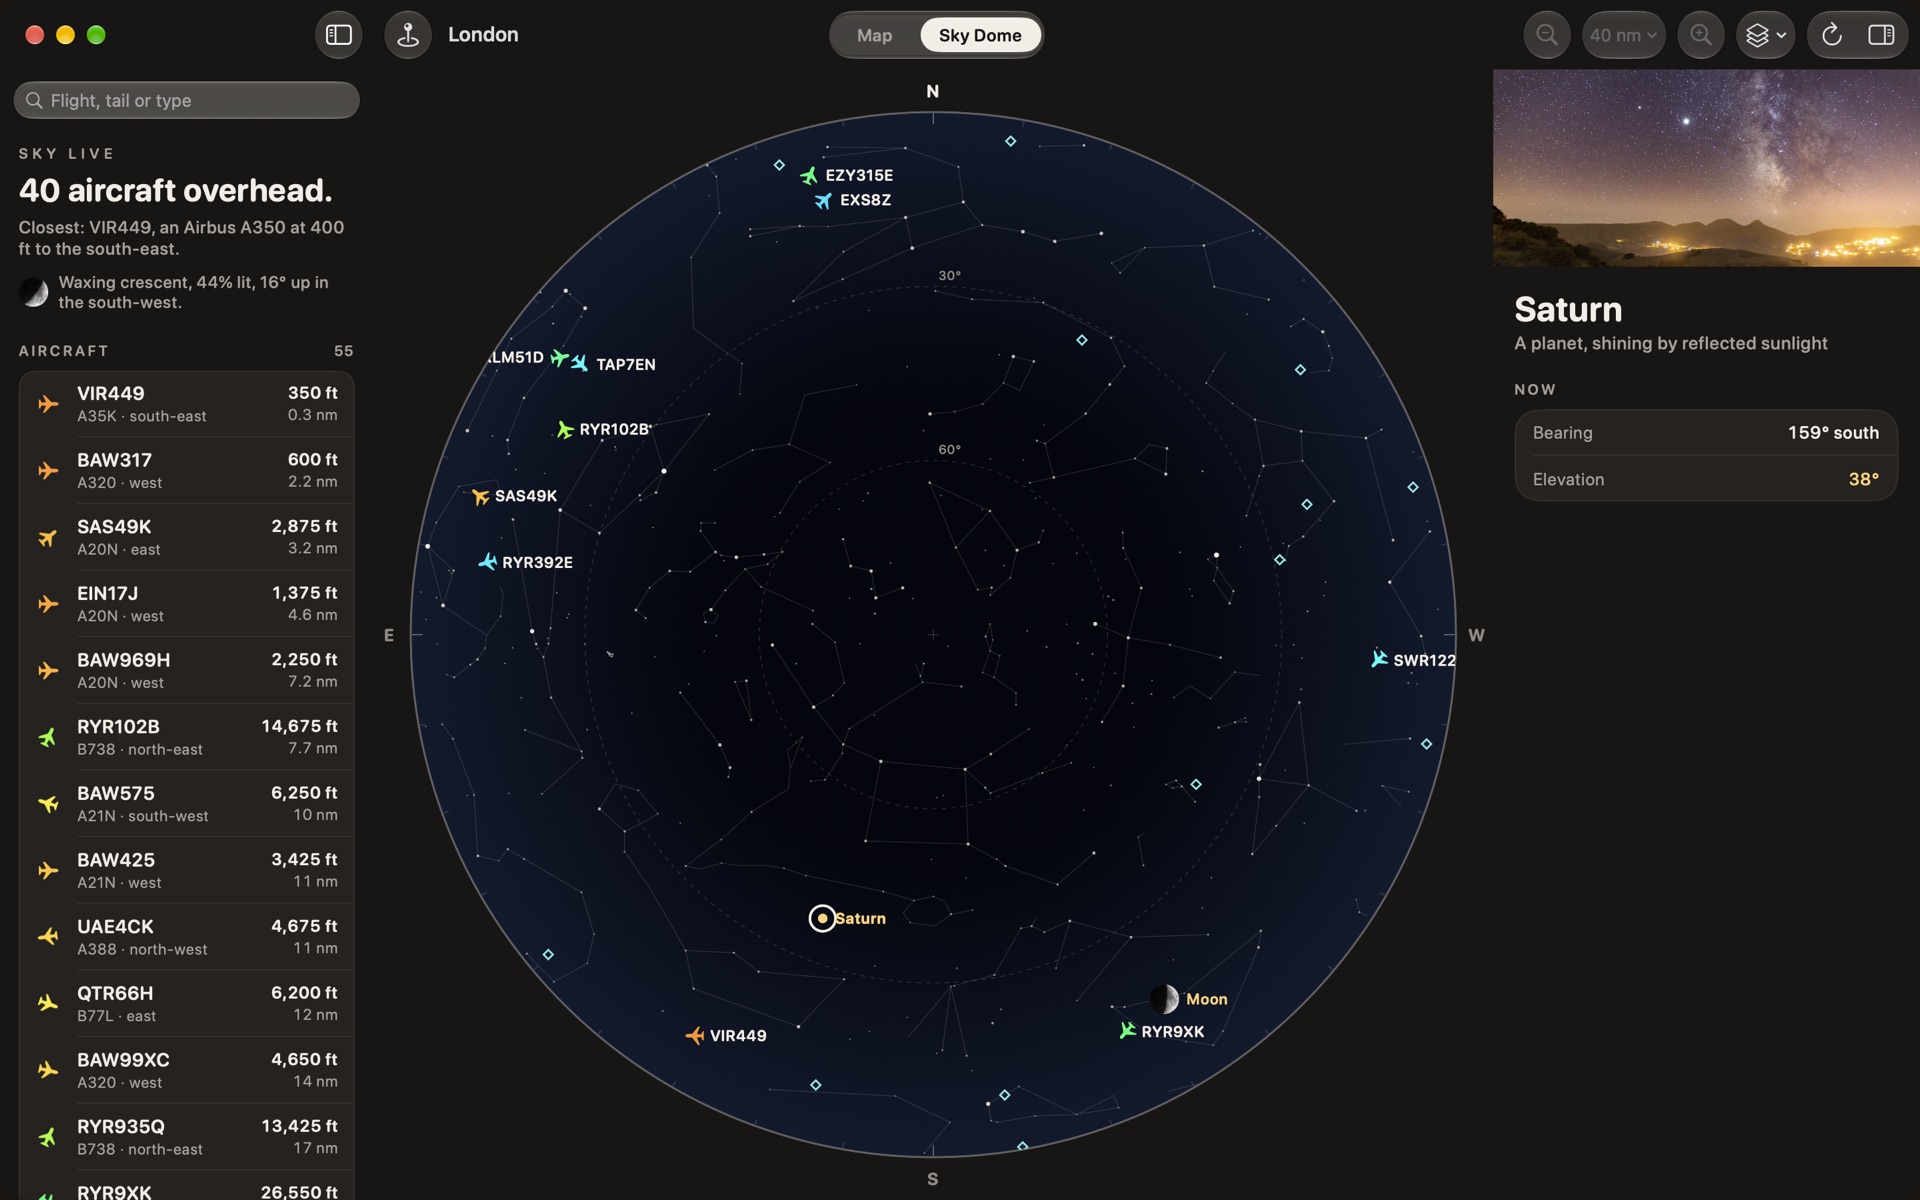 London
Map
Sky Dome
40 nm
Flight, tail or type
SKY LIVE
40 aircraft overhead.
Closest: VIR449, an Airbus A350 at 400
ft to the south-east.
Waxing crescent, 44% lit, 16° up in
the south-west.
AIRCRAFT 55
VIR449 350 ft
A35K · south-east 0.3 nm
BAW317 600 ft
A320 · west 2.2 nm
SAS49K 2,875 ft
A20N · east 3.2 nm
EIN17J 1,375 ft
A20N · west 4.6 nm
BAW969H 2,250 ft
A20N · west 7.2 nm
RYR102B 14,675 ft
B738 · north-east 7.7 nm
BAW575 6,250 ft
A21N · south-west 10 nm
BAW425 3,425 ft
A21N · west 11 nm
UAE4CK 4,675 ft
A388 · north-west 11 nm
QTR66H 6,200 ft
B77L · east 12 nm
BAW99XC 4,650 ft
A320 · west 14 nm
RYR935Q 13,425 ft
B738 · north-east 17 nm
RYR9XK 26,550 ft
N
EZY315E
EXS8Z
30°
LM51D
TAP7EN
RYR102B
60°
SAS49K
RYR392E
E
W
SWR122
Saturn
Moon
RYR9XK
VIR449
S
Saturn
A planet, shining by reflected sunlight
NOW
Bearing 159° south
Elevation 38°